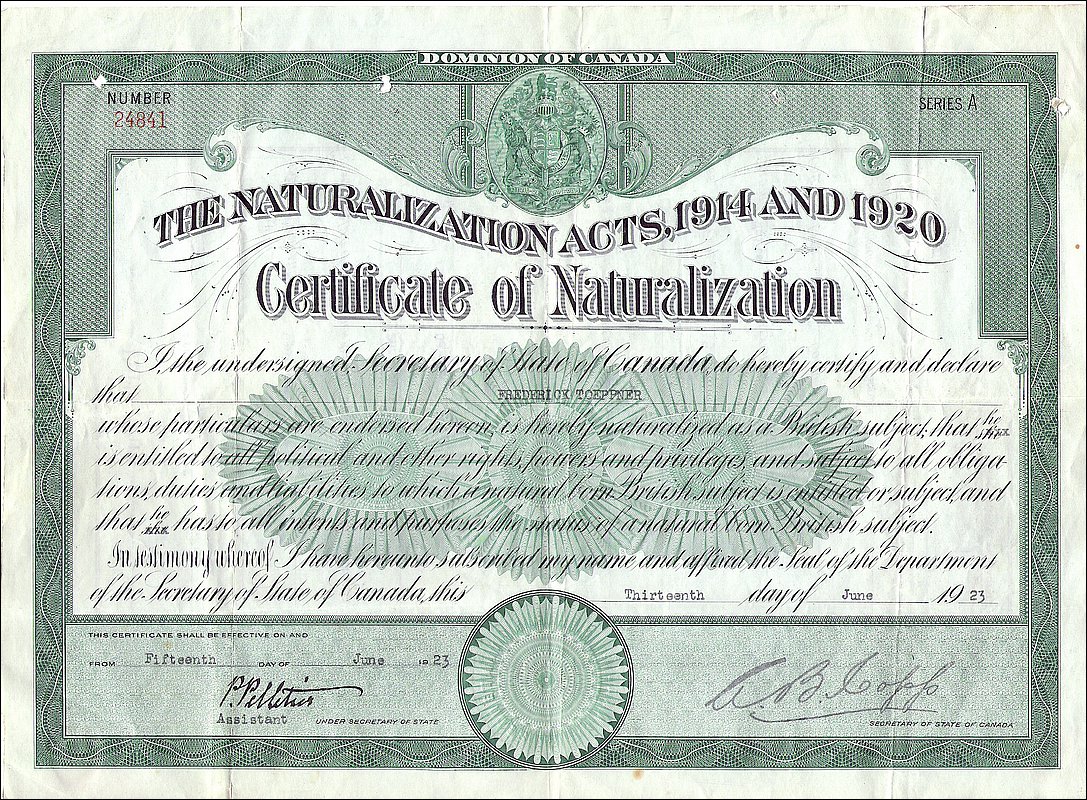 DOMINION OF CANADA
NUMBER
24841
SERIES A
THE NATURALIZATION ACTS, 1914 AND 1920
Certificate of Naturalization
I, the undersigned, Secretary of State of Canada, do hereby certify and declare
that FREDERICK TOEPPNER
whose particulars are endorsed hereon, is hereby naturalized as a British subject, that he
is entitled to all political and other rights, powers and privileges, and subject to all obliga-
tions, duties and liabilities to which a natural born British subject is entitled or subject, and
that he has to all intents and purposes the status of a natural born British subject.
In testimony whereof I have hereunto subscribed my name and affixed the Seal of the Department
of the Secretary of State of Canada, this Thirteenth day of June 1923
THIS CERTIFICATE SHALL BE EFFECTIVE ON AND
FROM Fifteenth DAY OF June 1923
P. Pelletier
Assistant UNDER SECRETARY OF STATE
A. B. Copp
SECRETARY OF STATE OF CANADA